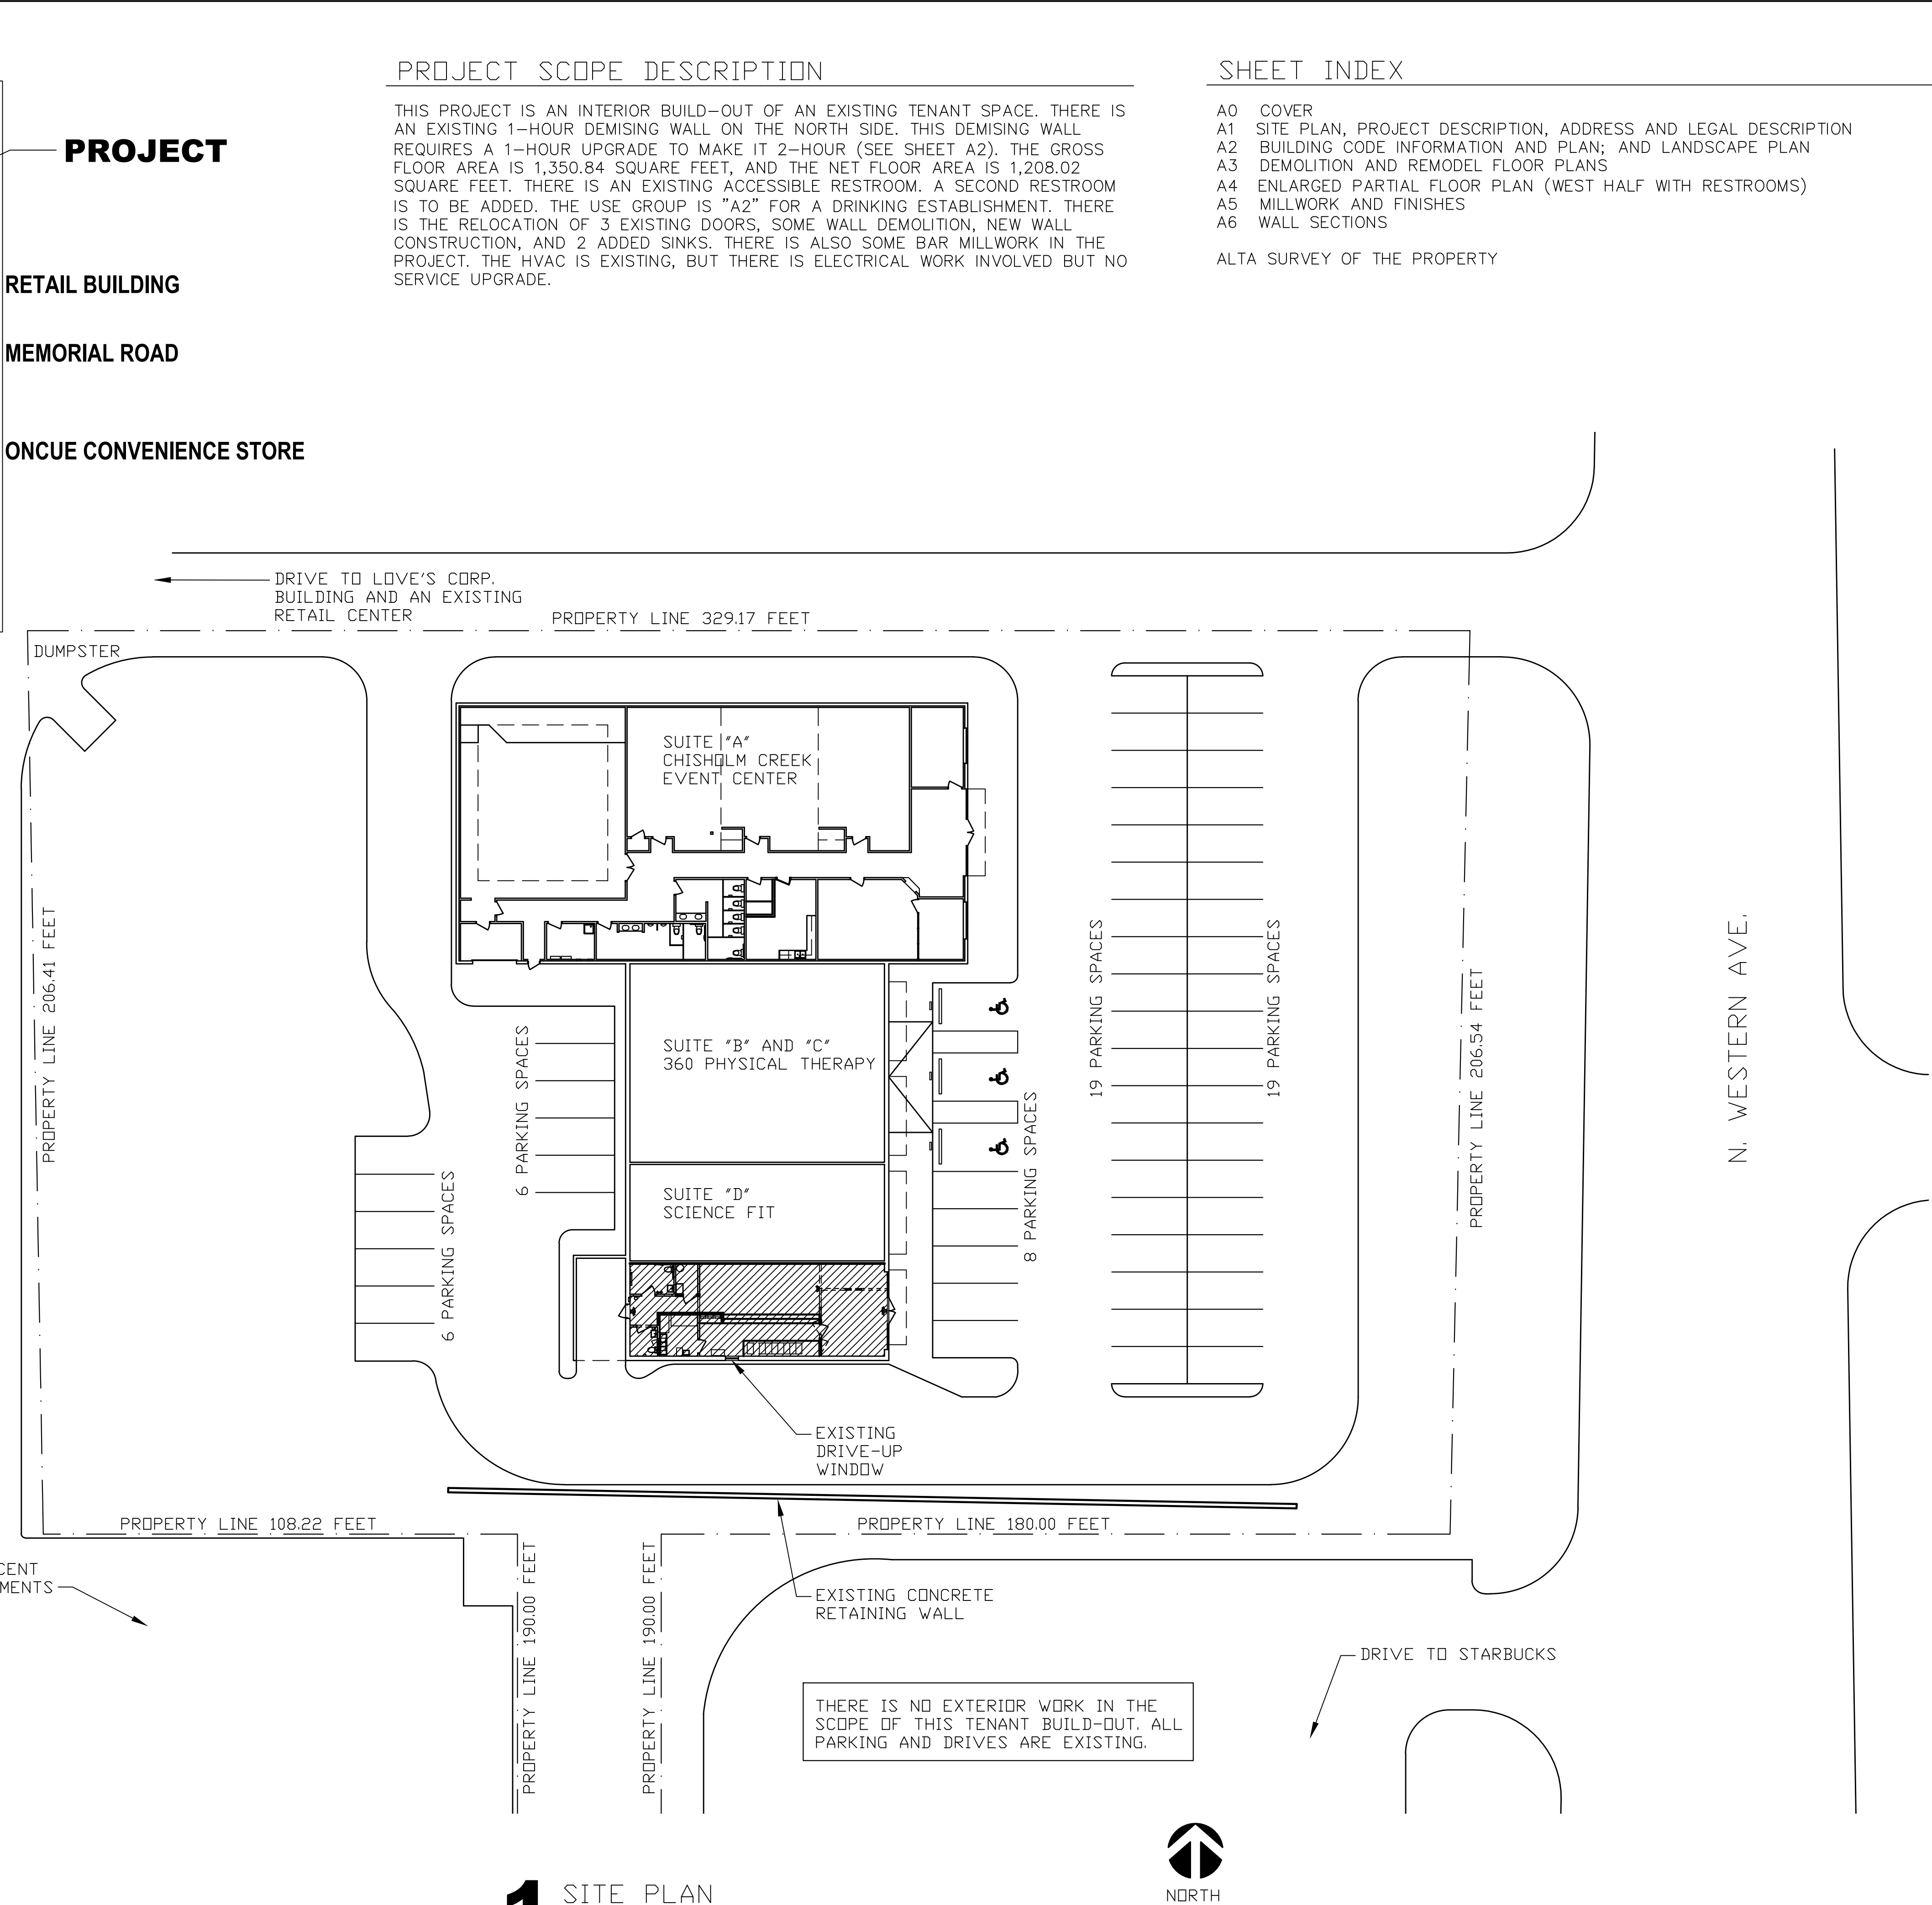 PROJECT SCOPE DESCRIPTION
THIS PROJECT IS AN INTERIOR BUILD-OUT OF AN EXISTING TENANT SPACE. THERE IS
AN EXISTING 1-HOUR DEMISING WALL ON THE NORTH SIDE. THIS DEMISING WALL
REQUIRES A 1-HOUR UPGRADE TO MAKE IT 2-HOUR (SEE SHEET A2). THE GROSS
FLOOR AREA IS 1,350.84 SQUARE FEET, AND THE NET FLOOR AREA IS 1,208.02
SQUARE FEET. THERE IS AN EXISTING ACCESSIBLE RESTROOM. A SECOND RESTROOM
IS TO BE ADDED. THE USE GROUP IS "A2" FOR A DRINKING ESTABLISHMENT. THERE
IS THE RELOCATION OF 3 EXISTING DOORS, SOME WALL DEMOLITION, NEW WALL
CONSTRUCTION, AND 2 ADDED SINKS. THERE IS ALSO SOME BAR MILLWORK IN THE
PROJECT. THE HVAC IS EXISTING, BUT THERE IS ELECTRICAL WORK INVOLVED BUT NO
SERVICE UPGRADE.
SHEET INDEX
A0 COVER
A1 SITE PLAN, PROJECT DESCRIPTION, ADDRESS AND LEGAL DESCRIPTION
A2 BUILDING CODE INFORMATION AND PLAN; AND LANDSCAPE PLAN
A3 DEMOLITION AND REMODEL FLOOR PLANS
A4 ENLARGED PARTIAL FLOOR PLAN (WEST HALF WITH RESTROOMS)
A5 MILLWORK AND FINISHES
A6 WALL SECTIONS
ALTA SURVEY OF THE PROPERTY
PROJECT
RETAIL BUILDING
MEMORIAL ROAD
ONCUE CONVENIENCE STORE
DRIVE TO LOVE'S CORP.
BUILDING AND AN EXISTING
RETAIL CENTER
PROPERTY LINE 329.17 FEET
DUMPSTER
SUITE "A"
CHISHOLM CREEK
EVENT CENTER
PROPERTY LINE 206.41 FEET
6 PARKING SPACES
6 PARKING SPACES
SUITE "B" AND "C"
360 PHYSICAL THERAPY
SUITE "D"
SCIENCE FIT
8 PARKING SPACES
19 PARKING SPACES
19 PARKING SPACES
PROPERTY LINE 206.54 FEET
N. WESTERN AVE.
EXISTING
DRIVE-UP
WINDOW
PROPERTY LINE 108.22 FEET
PROPERTY LINE 180.00 FEET
CENT
MENTS
PROPERTY LINE 190.00 FEET
PROPERTY LINE 190.00 FEET
EXISTING CONCRETE
RETAINING WALL
DRIVE TO STARBUCKS
THERE IS NO EXTERIOR WORK IN THE
SCOPE OF THIS TENANT BUILD-OUT. ALL
PARKING AND DRIVES ARE EXISTING.
1 SITE PLAN
NORTH